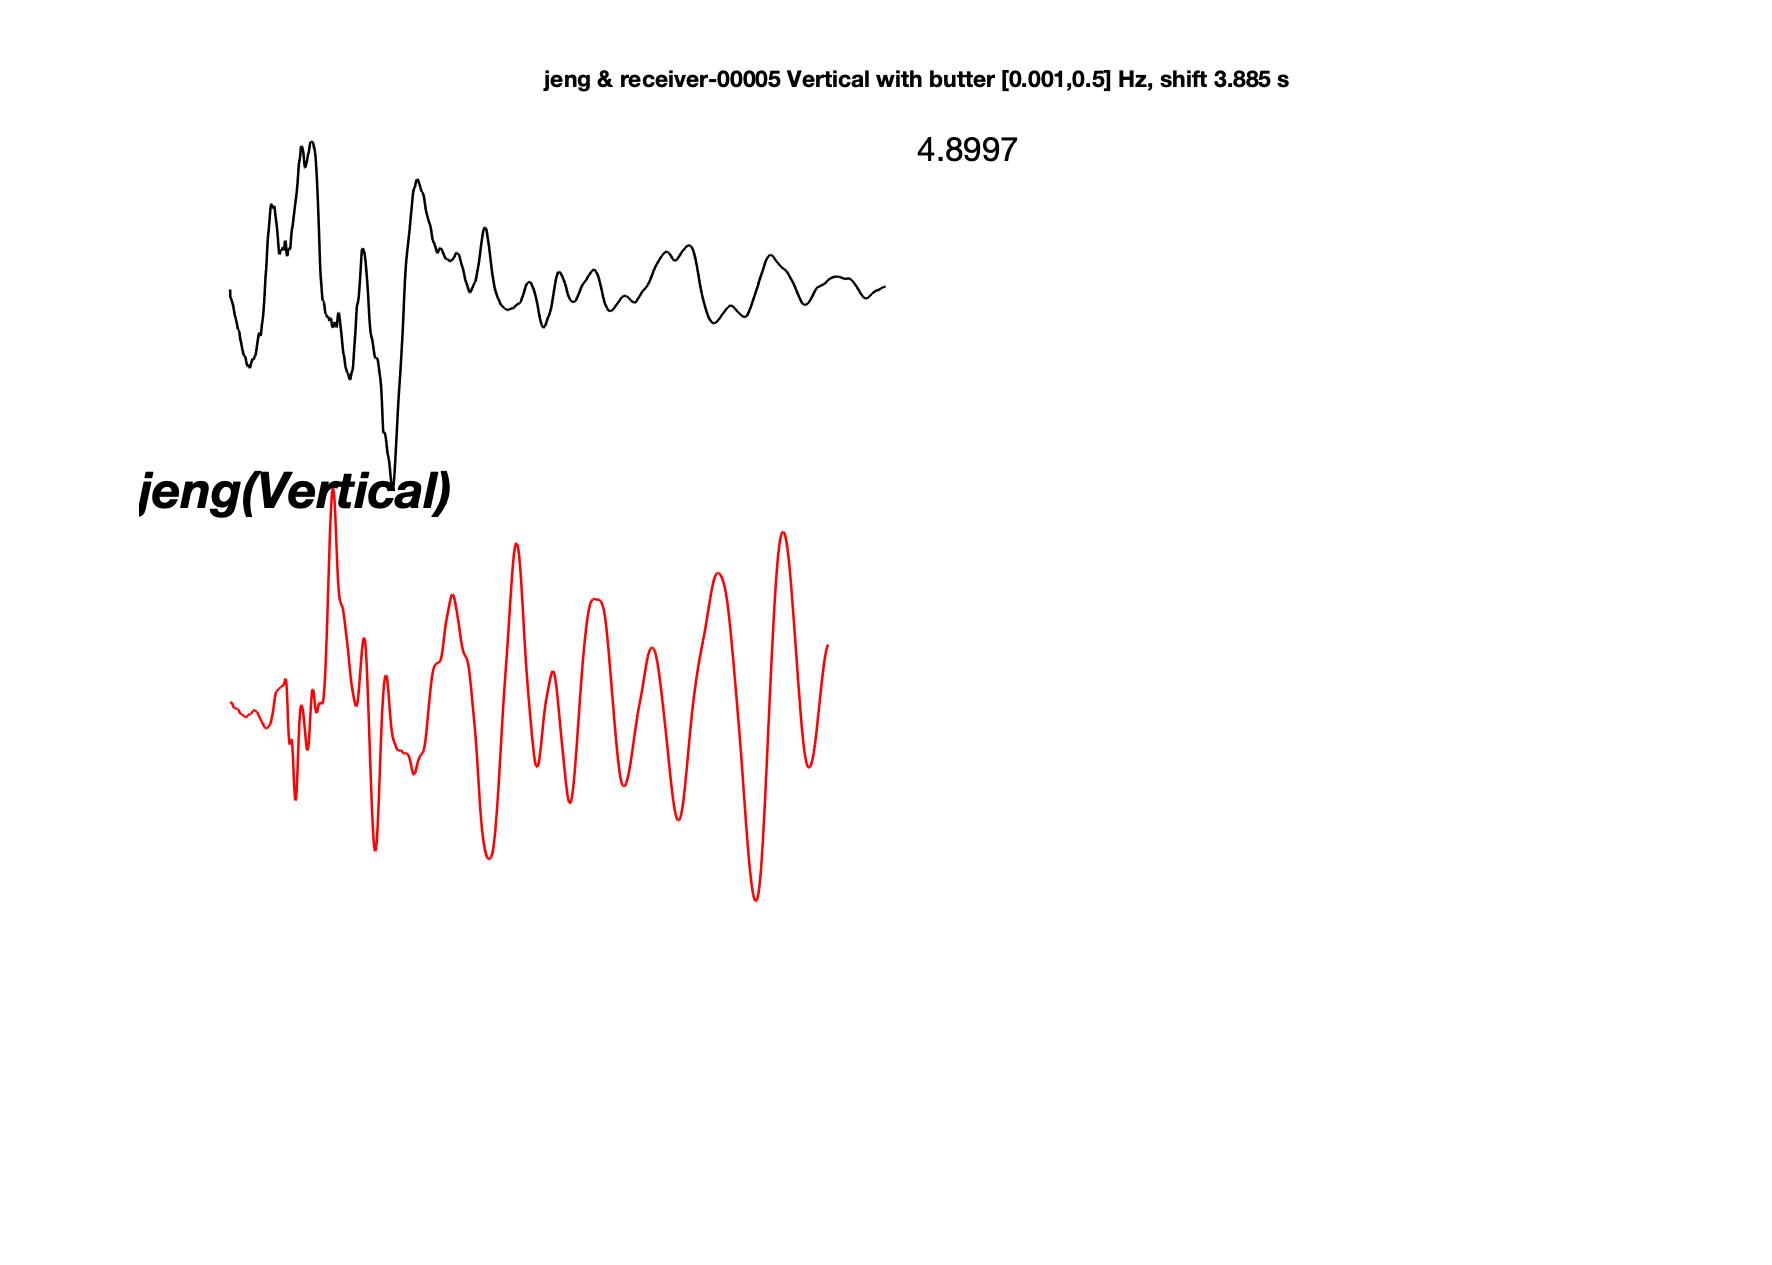 jeng & receiver-00005 Vertical with butter [0.001,0.5] Hz, shift 3.885 s
4.8997
jeng(Vertical)